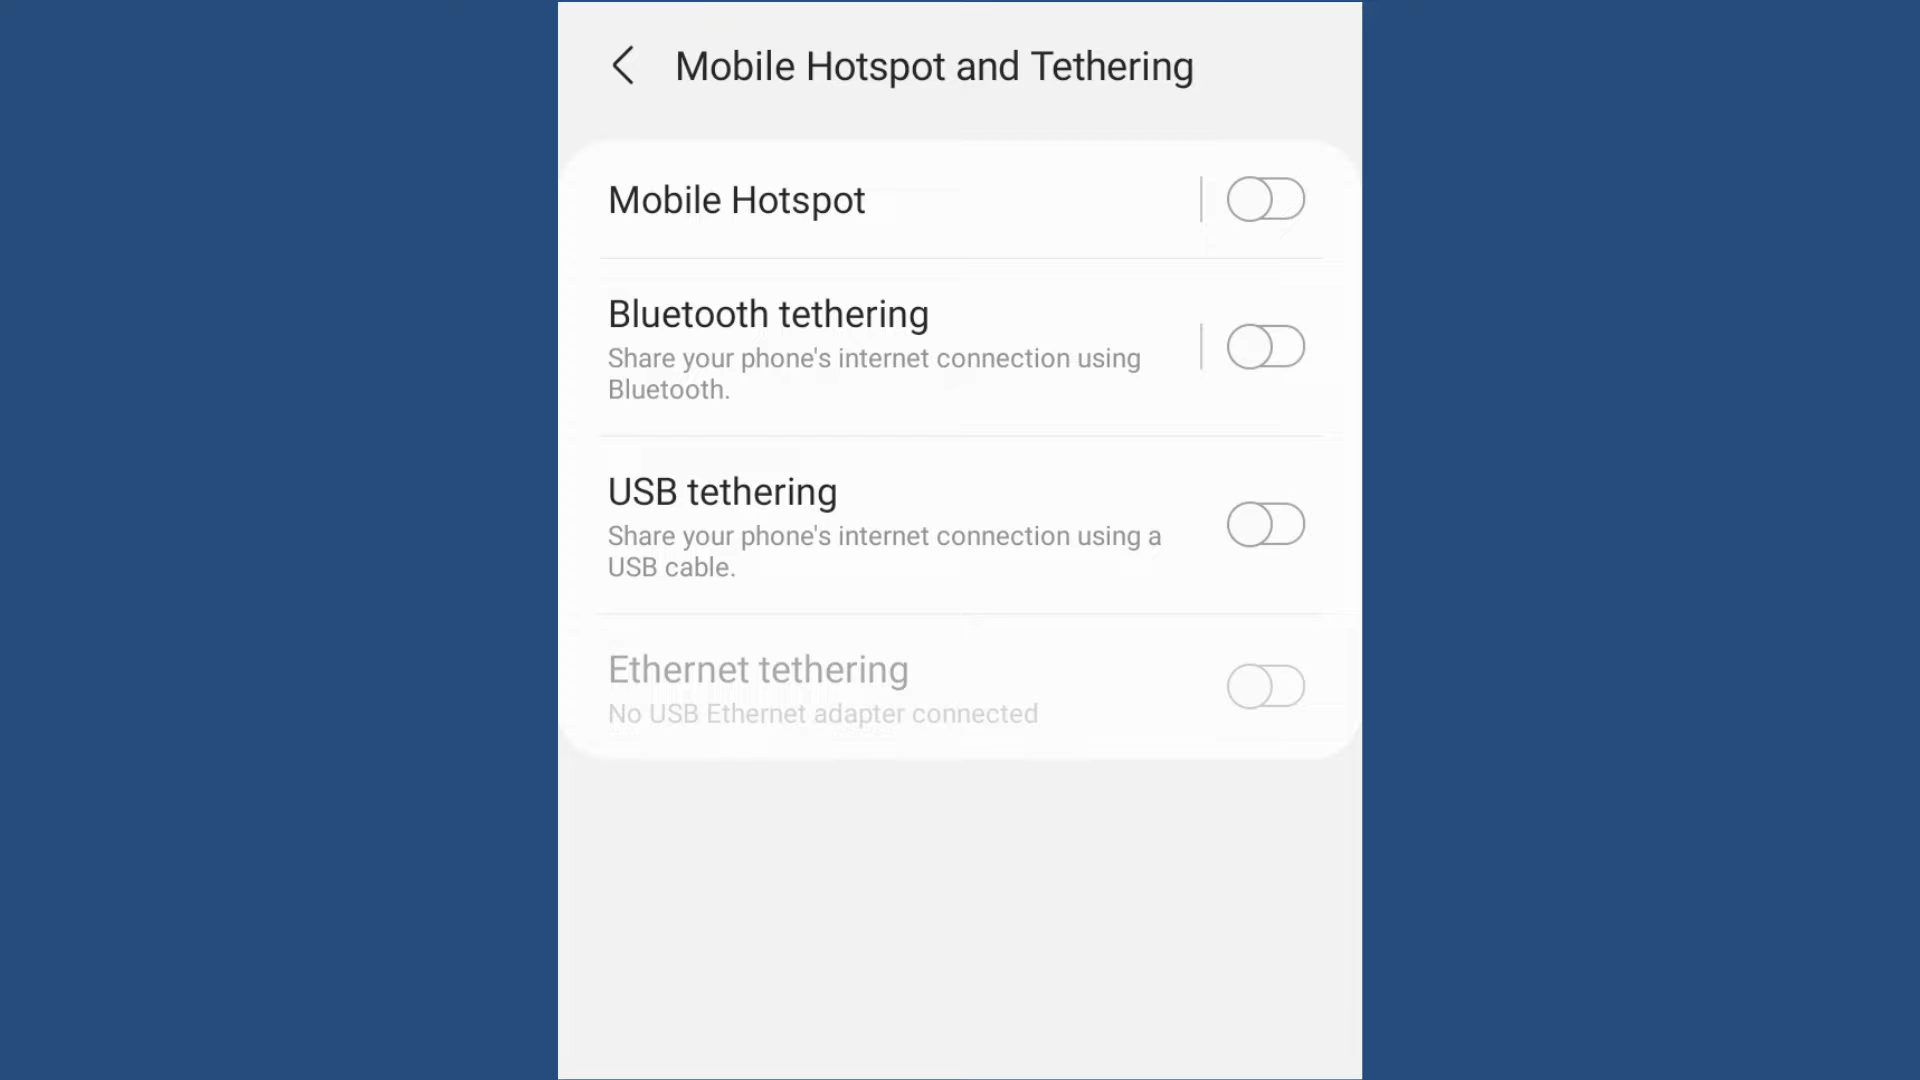 Mobile Hotspot and Tethering
Mobile Hotspot
Bluetooth tethering
Share your phone's internet connection using
Bluetooth.
USB tethering
Share your phone's internet connection using a
USB cable.
Ethernet tethering
No USB Ethernet adapter connected